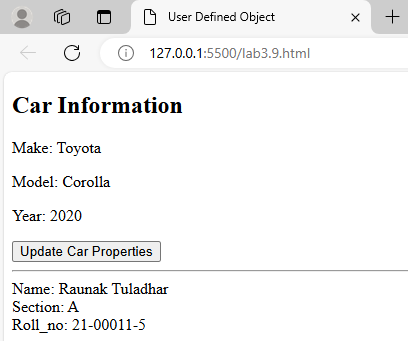 User Defined Object
127.0.0.1:5500/lab3.9.html
Car Information
Make: Toyota
Model: Corolla
Year: 2020
Update Car Properties
Name: Raunak Tuladhar
Section: A
Roll_no: 21-00011-5